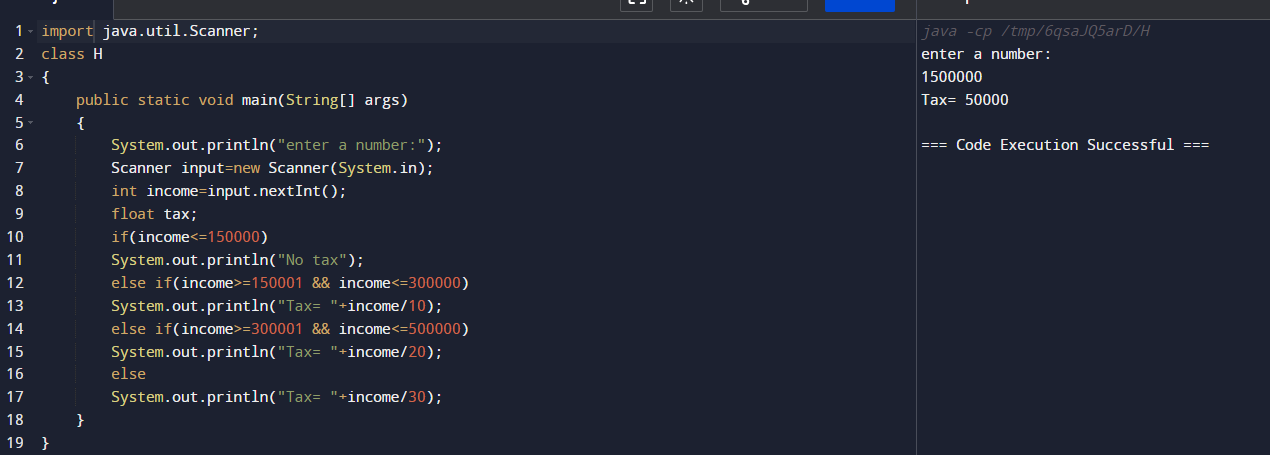 1 import java.util.Scanner;
2 class H
3 {
4     public static void main(String[] args)
5     {
6         System.out.println("enter a number:");
7         Scanner input=new Scanner(System.in);
8         int income=input.nextInt();
9         float tax;
10         if(income<=150000)
11         System.out.println("No tax");
12         else if(income>=150001 && income<=300000)
13         System.out.println("Tax= "+income/10);
14         else if(income>=300001 && income<=500000)
15         System.out.println("Tax= "+income/20);
16         else
17         System.out.println("Tax= "+income/30);
18     }
19 }
java -cp /tmp/6qsaJQ5arD/H
enter a number:
1500000
Tax= 50000
=== Code Execution Successful ===